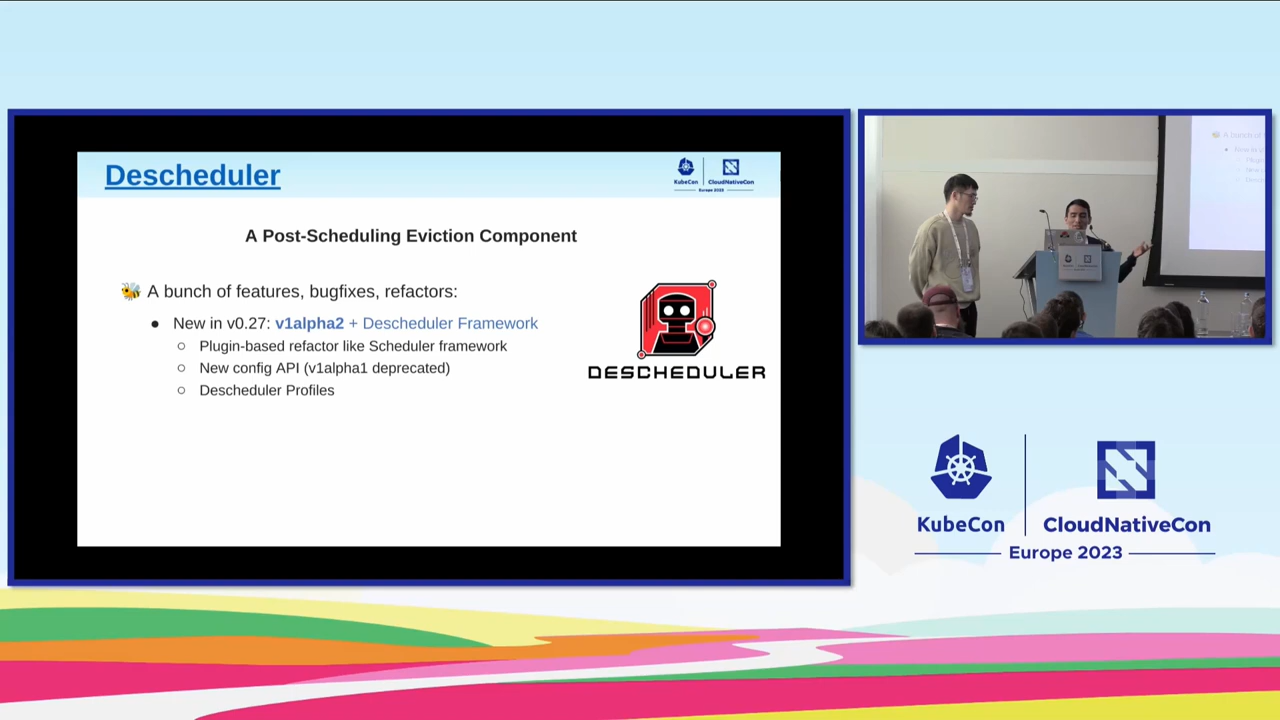 Descheduler
KubeCon
CloudNativeCon
Europe 2023
A Post-Scheduling Eviction Component
A bunch of features, bugfixes, refactors:
New in v0.27: v1alpha2 + Descheduler Framework
Plugin-based refactor like Scheduler framework
New config API (v1alpha1 deprecated)
Descheduler Profiles
DESCHEDULER
A bunch of
KubeCon
CloudNativeCon
Europe 2023